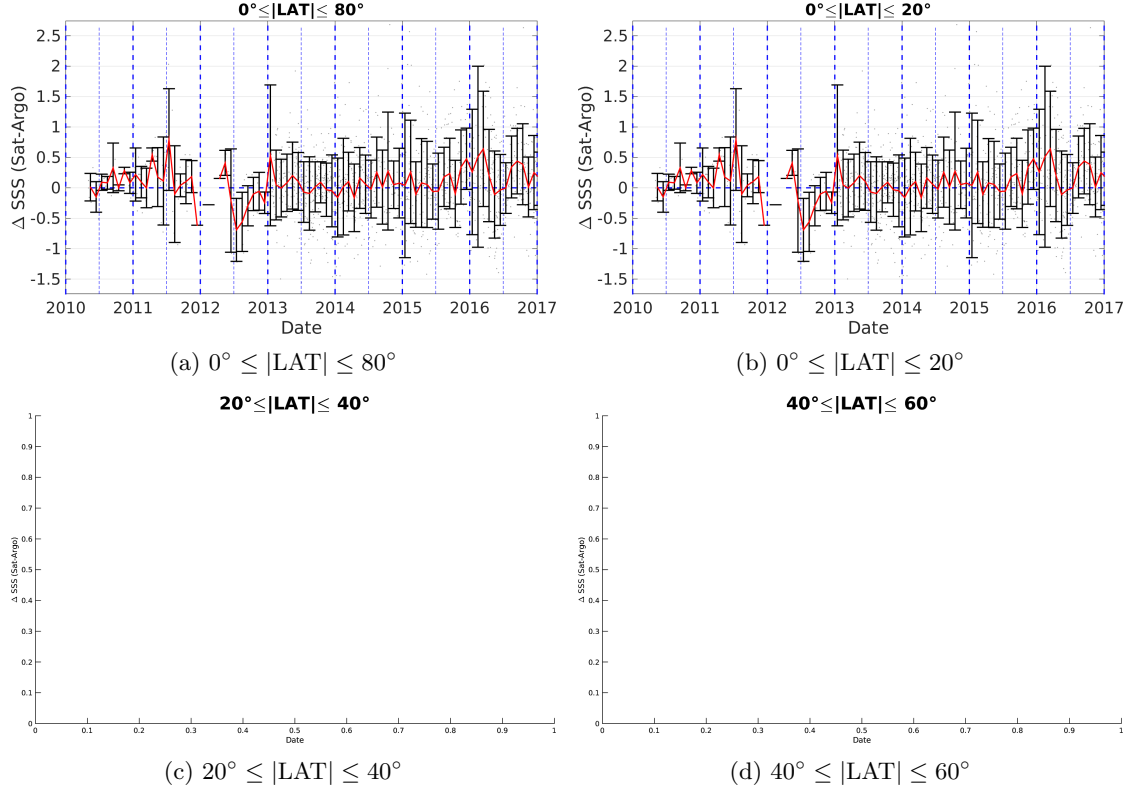 0°≤|LAT|≤ 80°
2.5
2
1.5
1
0.5
0
-0.5
-1
-1.5
Δ SSS (Sat-Argo)
2010 2011 2012 2013 2014 2015 2016 2017
Date
(a) 0° ≤ |LAT| ≤ 80°
0°≤|LAT|≤ 20°
2.5
2
1.5
1
0.5
0
-0.5
-1
-1.5
Δ SSS (Sat-Argo)
2010 2011 2012 2013 2014 2015 2016 2017
Date
(b) 0° ≤ |LAT| ≤ 20°
20°≤|LAT|≤ 40°
1
0.9
0.8
0.7
0.6
0.5
0.4
0.3
0.2
0.1
0
Δ SSS (Sat-Argo)
0 0.1 0.2 0.3 0.4 0.5 0.6 0.7 0.8 0.9 1
Date
(c) 20° ≤ |LAT| ≤ 40°
40°≤|LAT|≤ 60°
1
0.9
0.8
0.7
0.6
0.5
0.4
0.3
0.2
0.1
0
Δ SSS (Sat-Argo)
0 0.1 0.2 0.3 0.4 0.5 0.6 0.7 0.8 0.9 1
Date
(d) 40° ≤ |LAT| ≤ 60°